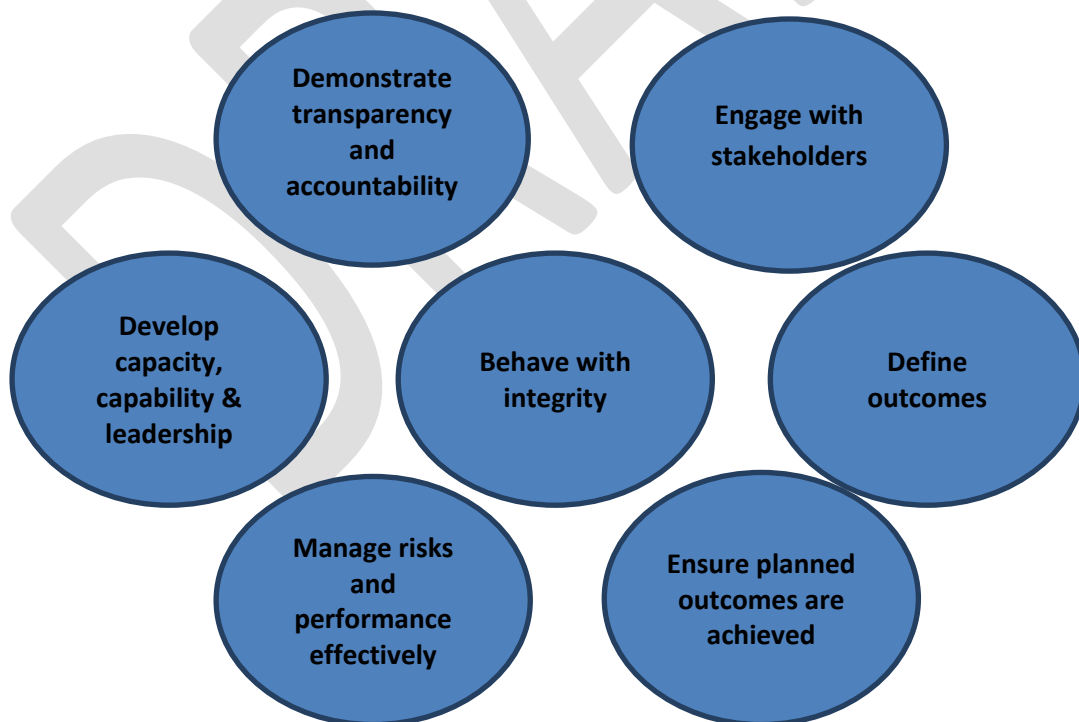 Demonstrate
transparency
and
accountability
Engage with
stakeholders
Develop
capacity,
capability &
leadership
Behave with
integrity
Define
outcomes
Manage risks
and
performance
effectively
Ensure planned
outcomes are
achieved